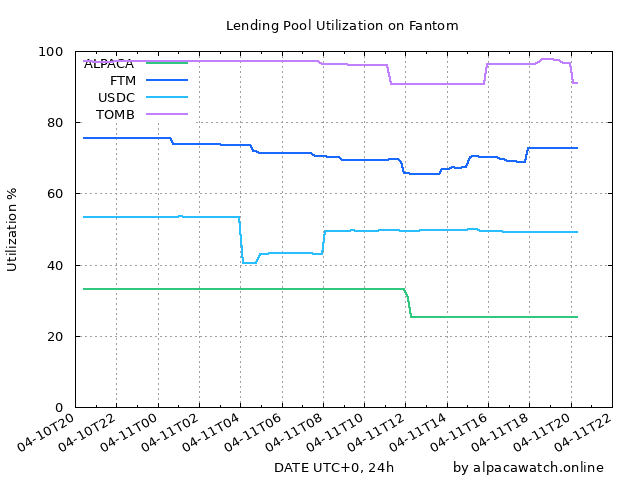 Lending Pool Utilization on Fantom
100
80
60
40
20
0
Utilization %
ALPACA
FTM
USDC
TOMB
04-10T20
04-10T22
04-11T00
04-11T02
04-11T04
04-11T06
04-11T08
04-11T10
04-11T12
04-11T14
04-11T16
04-11T18
04-11T20
04-11T22
DATE UTC+0, 24h
by alpacawatch.online